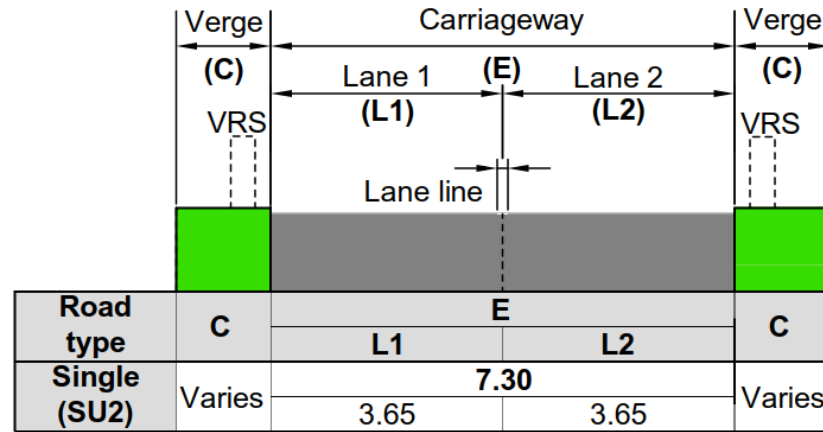 Verge Carriageway Verge
(C) (E) (C)
Lane 1 Lane 2
(L1) (L2)
VRS VRS
Lane line
Road type C E C
L1 L2
Single (SU2) Varies 7.30 Varies
3.65 3.65